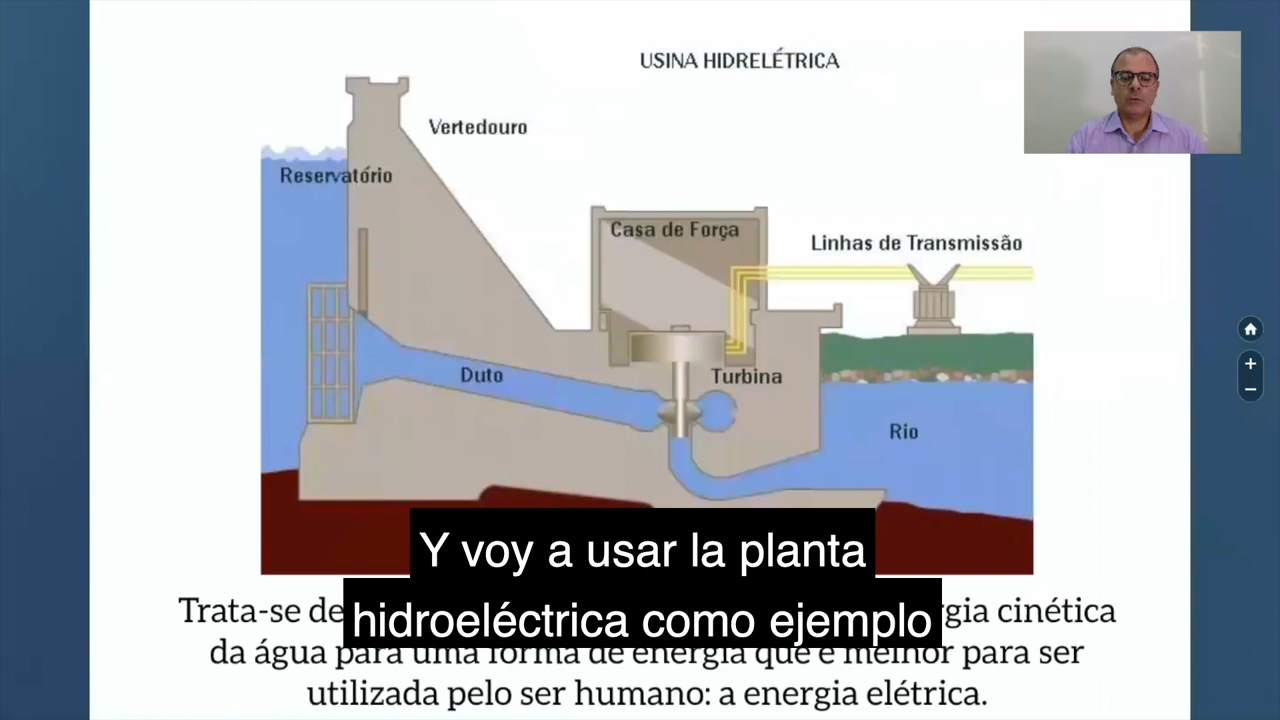 USINA HIDRELÉTRICA
Vertedouro
Reservatório
Casa de Força
Linhas de Transmissão
Duto
Turbina
Rio
Y voy a usar la planta
hidroeléctrica como ejemplo
Trata-se de cinética
da água para uma forma de energia que é melhor para ser
utilizada pelo ser humano: a energia elétrica.